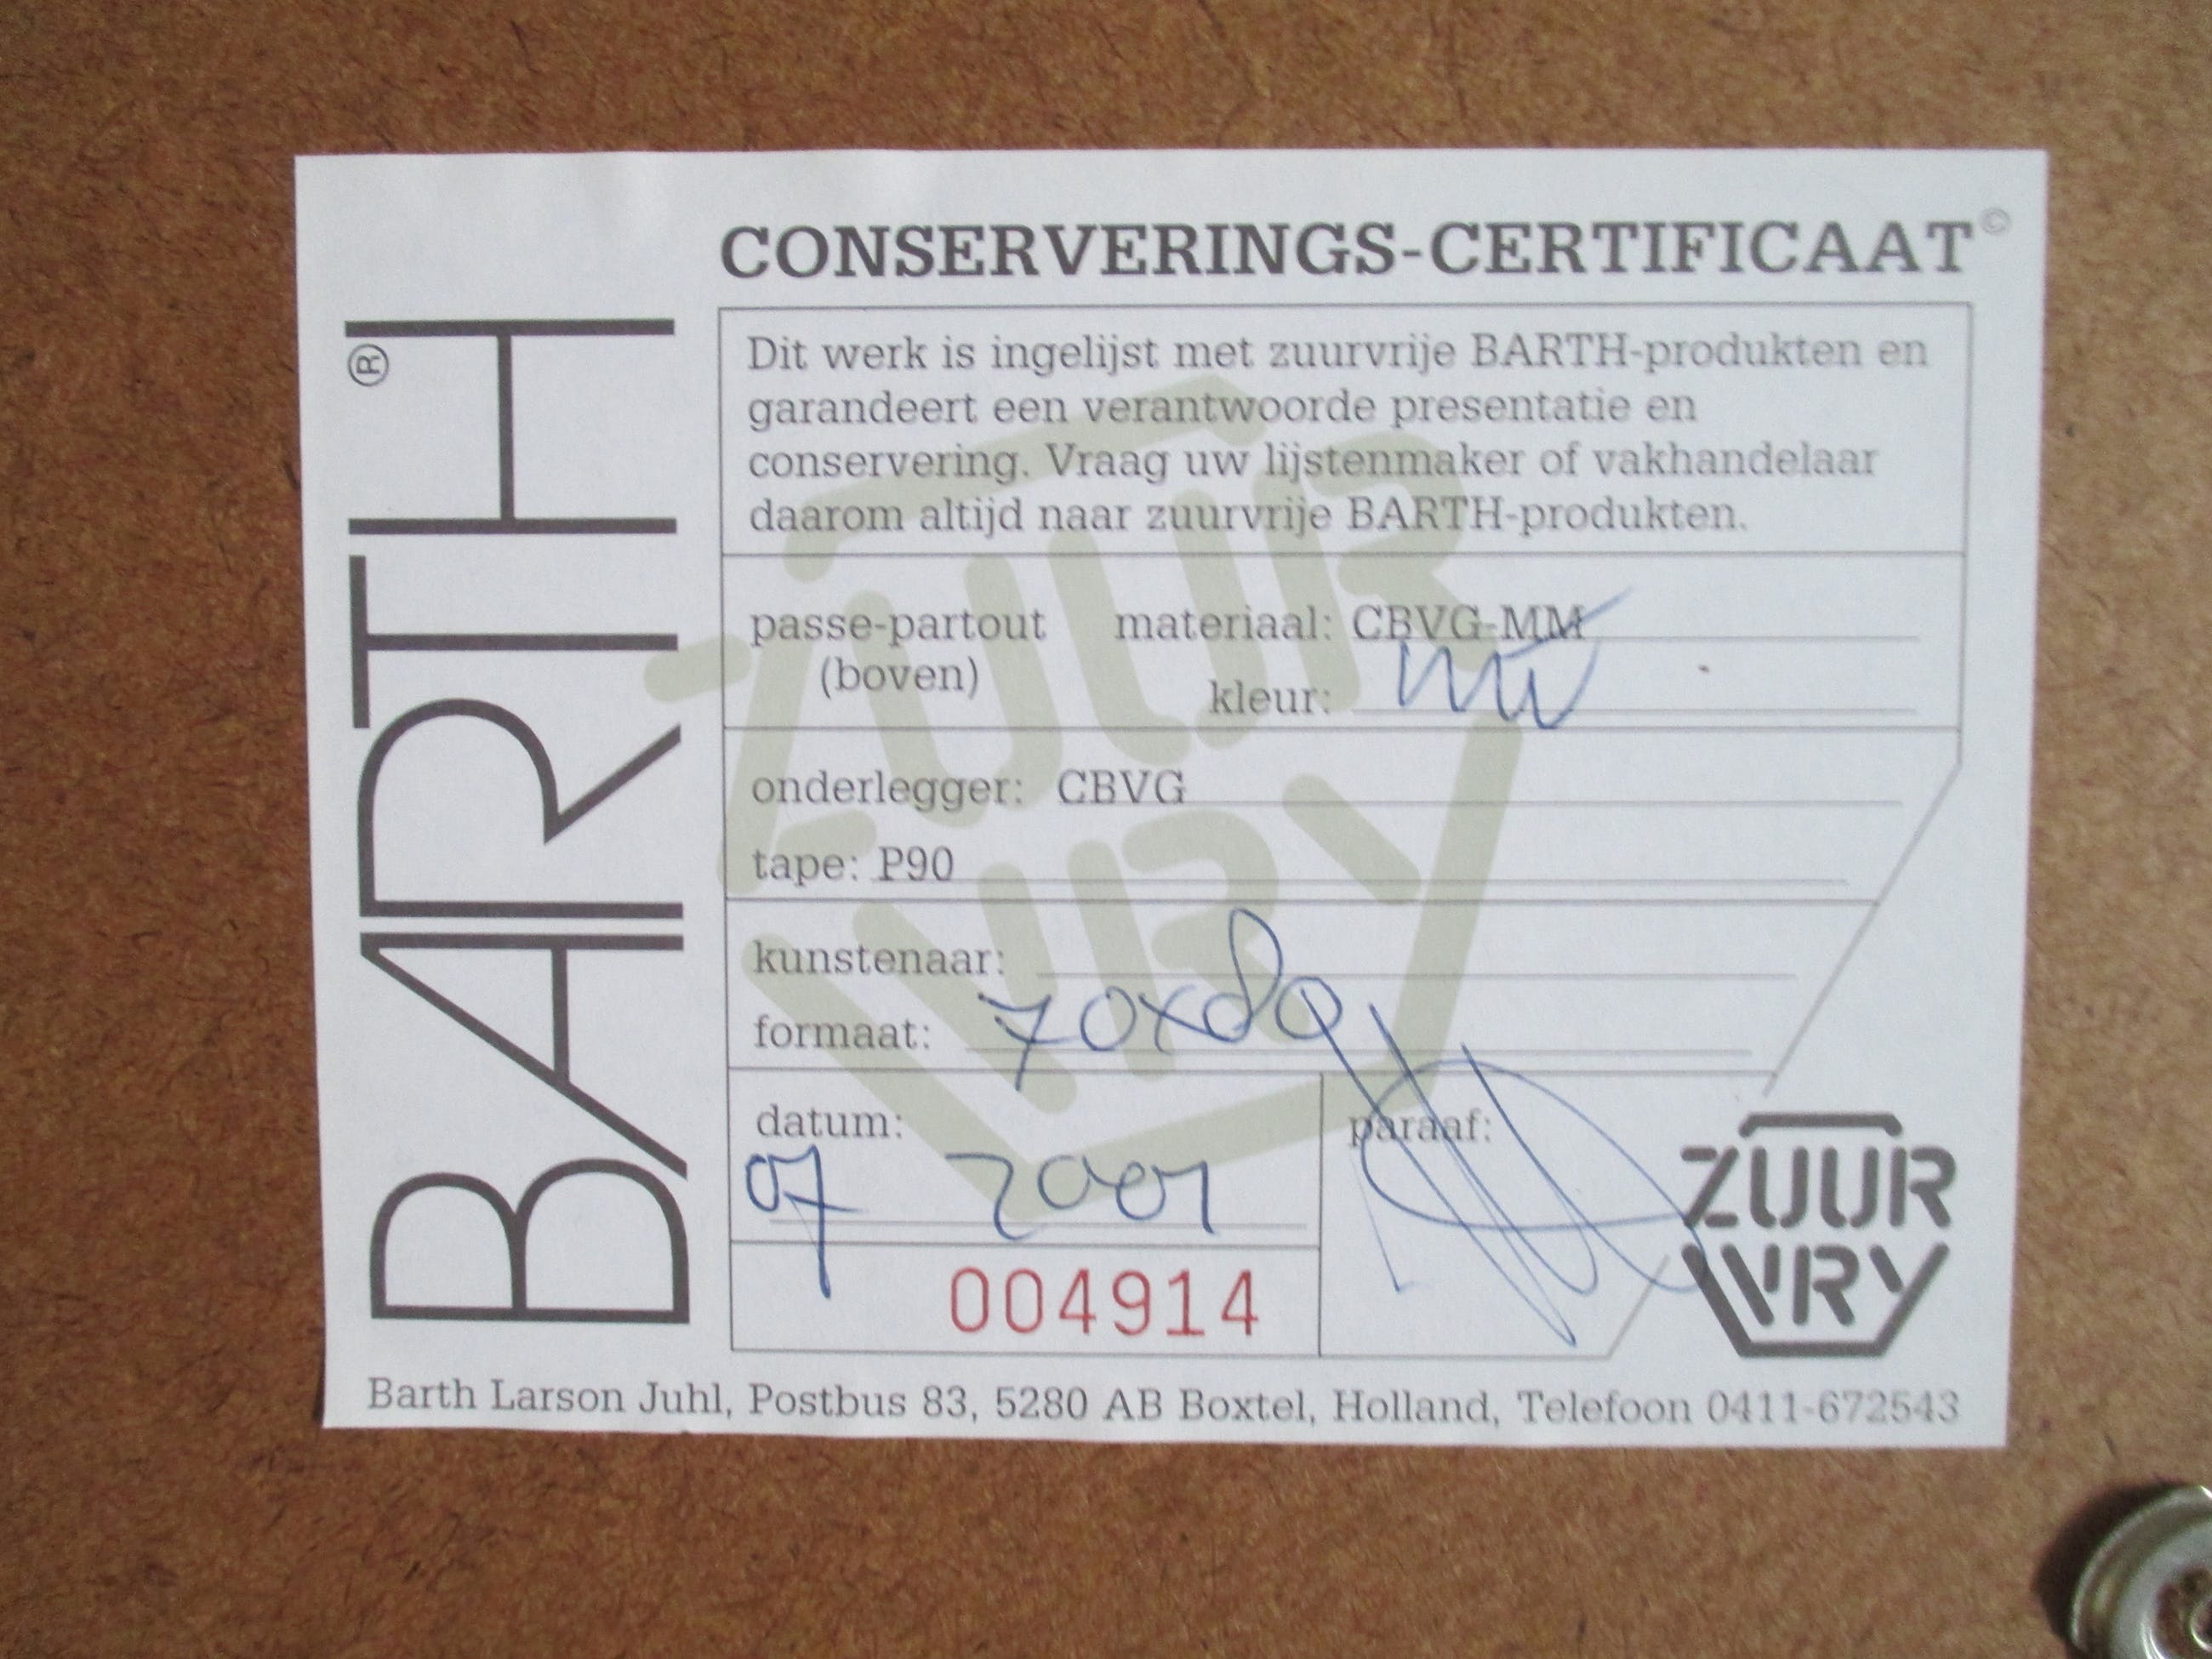 BARTH®
CONSERVERINGS-CERTIFICAAT©
Dit werk is ingelijst met zuurvrije BARTH-produkten en
garandeert een verantwoorde presentatie en
conservering. Vraag uw lijstenmaker of vakhandelaar
daarom altijd naar zuurvrije BARTH-produkten.
passe-partout materiaal: CBVG-MM
(boven) kleur:
onderlegger: CBVG
tape: P90
kunstenaar:
formaat: 70x80
datum: paraaf:
07 2001
004914
ZUUR
VRY
ZUUR
VRY
Barth Larson Juhl, Postbus 83, 5280 AB Boxtel, Holland, Telefoon 0411-672543